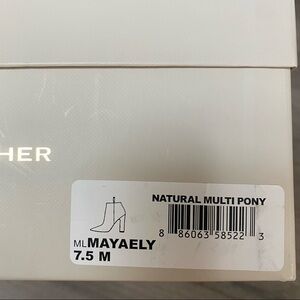 HER
NATURAL MULTI PONY
MLMAYAELY
7.5 M
8 86063 58522 3